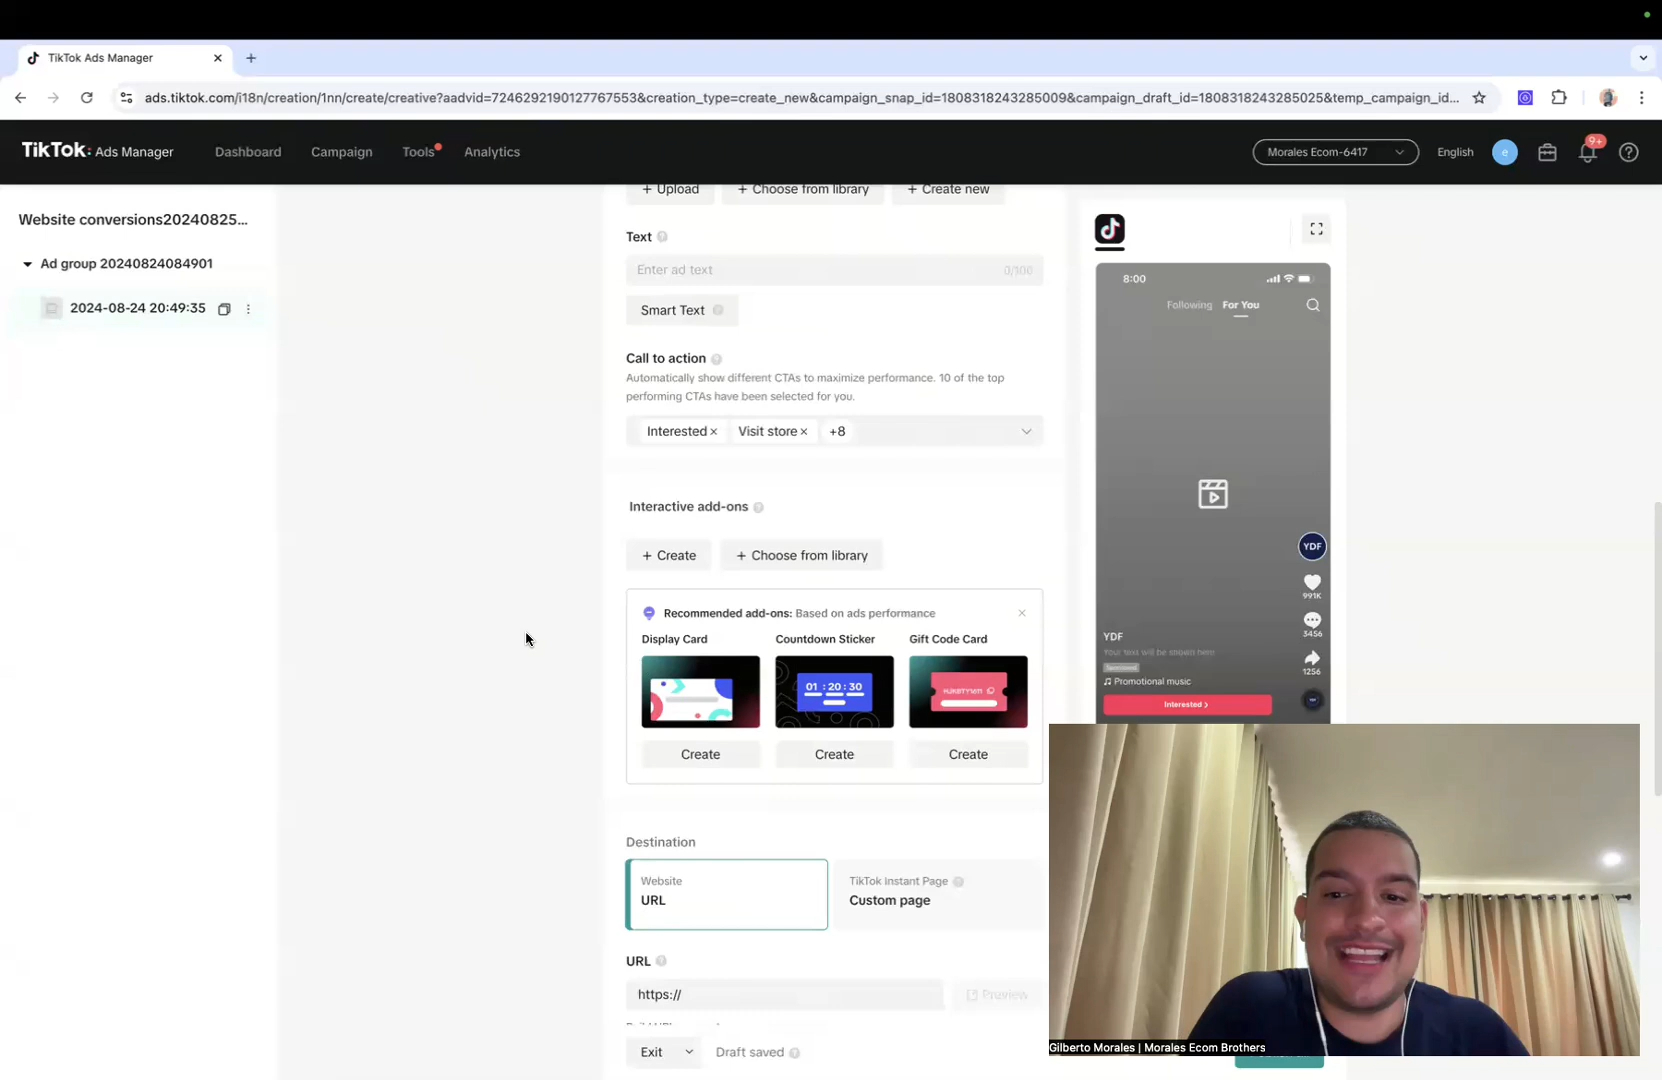 TikTok Ads Manager
ads.tiktok.com/i18n/creation/1nn/create/creative?aadvid=7246292190127767553&creation_type=create_new&campaign_snap_id=1808318243285009&campaign_draft_id=1808318243285025&temp_campaign_id...
TikTok: Ads Manager
Dashboard
Campaign
Tools
Analytics
Morales Ecom-6417
English
e
9+
Website conversions20240825...
Ad group 20240824084901
2024-08-24 20:49:35
+ Upload
+ Choose from library
+ Create new
Text
Enter ad text
0/100
Smart Text
Call to action
Automatically show different CTAs to maximize performance. 10 of the top
performing CTAs have been selected for you.
Interested ×
Visit store ×
+8
Interactive add-ons
+ Create
+ Choose from library
Recommended add-ons: Based on ads performance
Display Card
Countdown Sticker
Gift Code Card
01 : 20 : 30
Create
Create
Create
Destination
Website
URL
TikTok Instant Page
Custom page
URL
https://
Preview
Exit
Draft saved
8:00
Following
For You
YDF
991K
3456
1256
YDF
Your text will be shown here
Sponsored
Promotional music
Interested >
Gilberto Morales | Morales Ecom Brothers